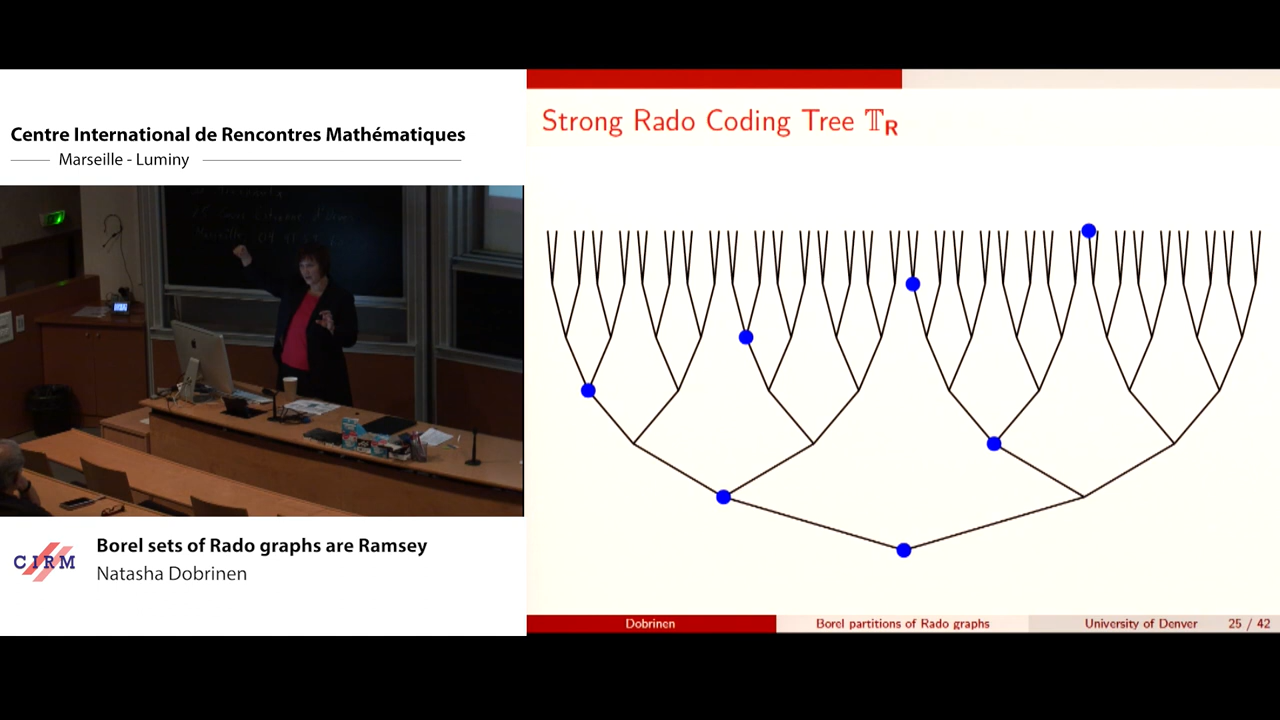 Centre International de Rencontres Mathématiques
Marseille - Luminy
Borel sets of Rado graphs are Ramsey
CIRM
Natasha Dobrinen
Strong Rado Coding Tree 𝕋_R
Dobrinen
Borel partitions of Rado graphs
University of Denver
25 / 42